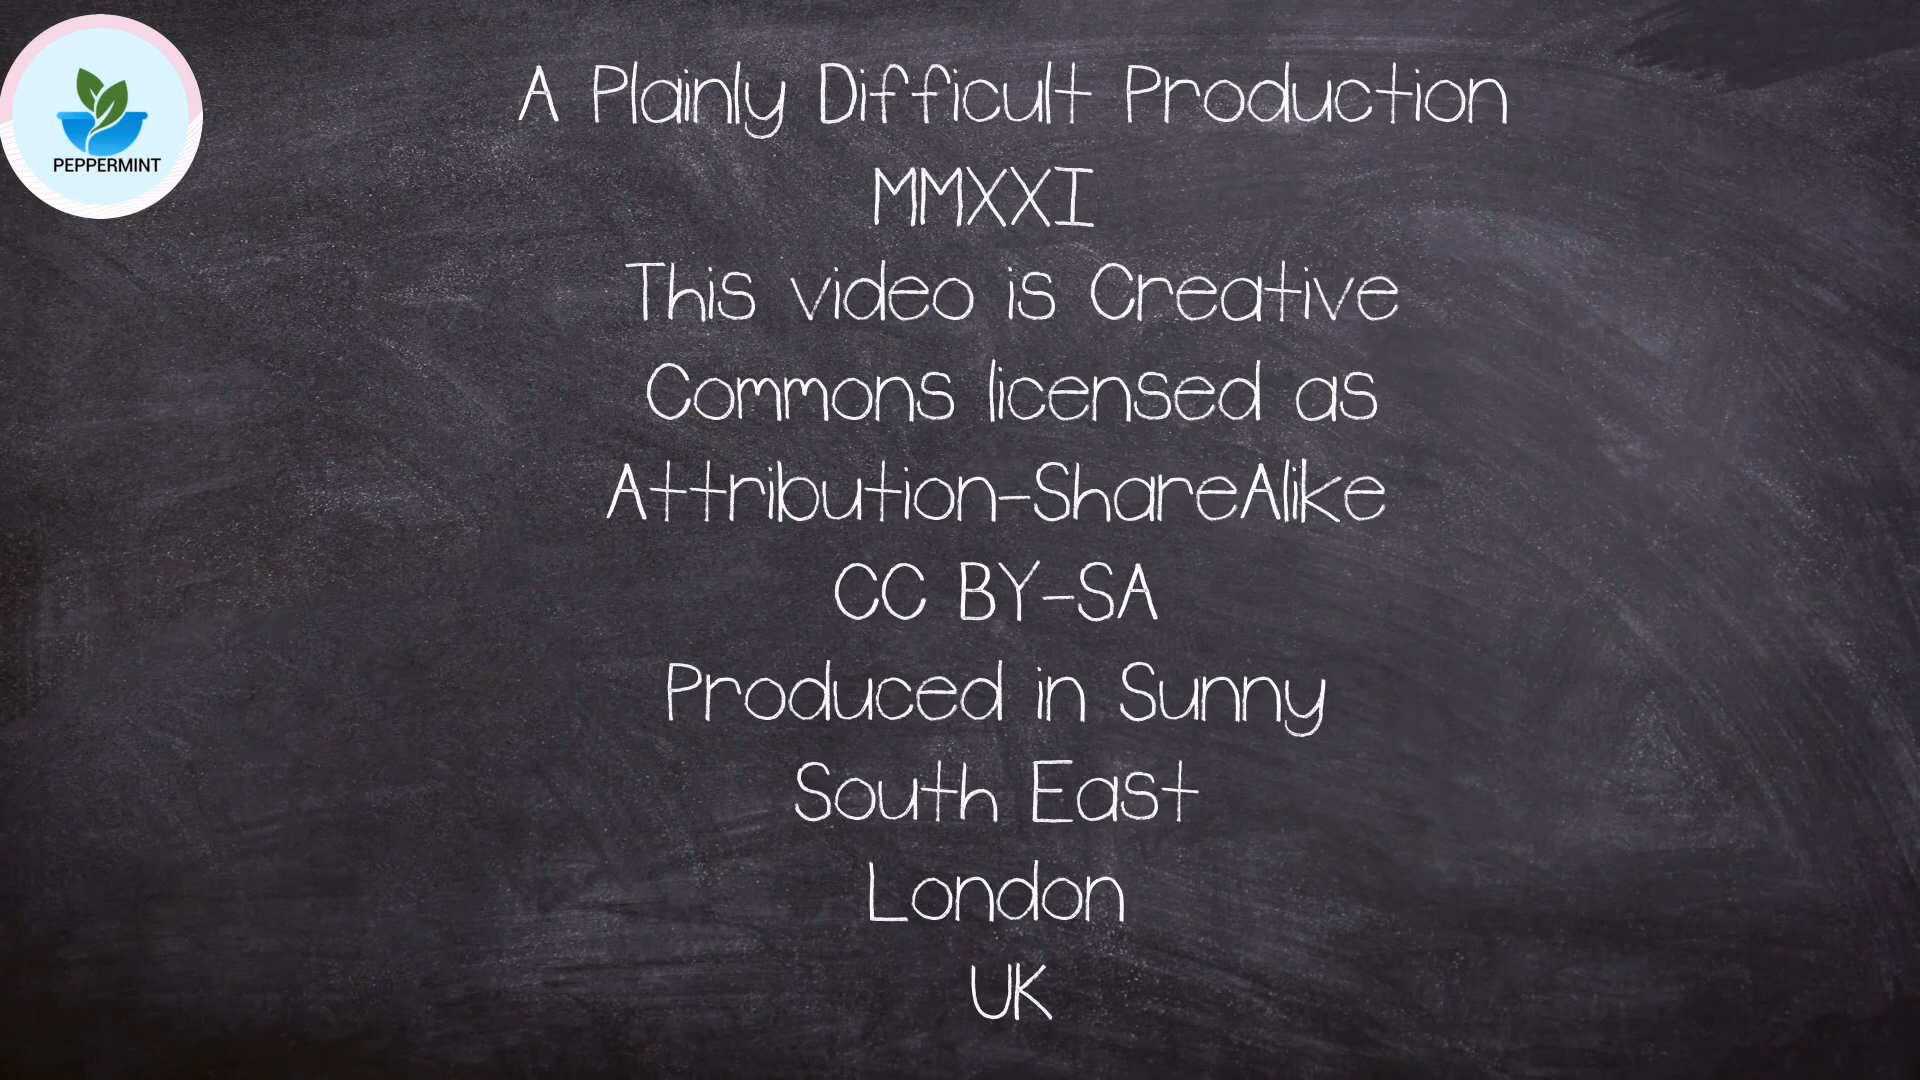 PEPPERMINT
A Plainly Difficult Production
MMXXI
This video is Creative
Commons licensed as
Attribution-ShareAlike
CC BY-SA
Produced in Sunny
South East
London
UK